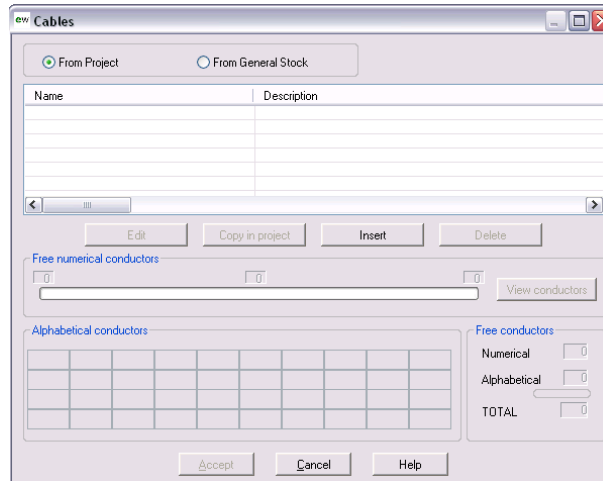 ew Cables
From Project From General Stock
Name Description
Edit Copy in project Insert Delete
Free numerical conductors
0 0 0
View conductors
Alphabetical conductors Free conductors
Numerical 0
Alphabetical 0
TOTAL 0
Accept Cancel Help